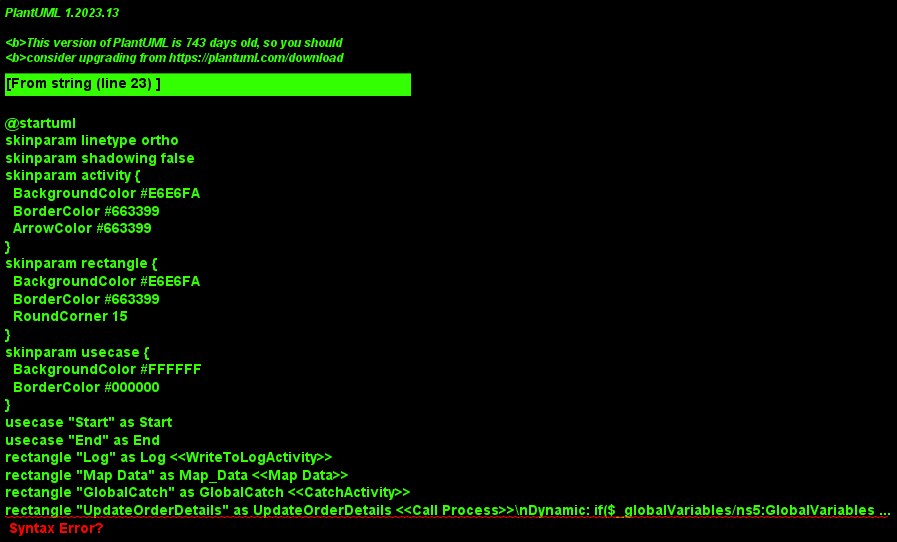 PlantUML 1.2023.13
<b>This version of PlantUML is 743 days old, so you should
<b>consider upgrading from https://plantuml.com/download
[From string (line 23) ]
@startuml
skinparam linetype ortho
skinparam shadowing false
skinparam activity {
BackgroundColor #E6E6FA
BorderColor #663399
ArrowColor #663399
}
skinparam rectangle {
BackgroundColor #E6E6FA
BorderColor #663399
RoundCorner 15
}
skinparam usecase {
BackgroundColor #FFFFFF
BorderColor #000000
}
usecase "Start" as Start
usecase "End" as End
rectangle "Log" as Log <<WriteToLogActivity>>
rectangle "Map Data" as Map_Data <<Map Data>>
rectangle "GlobalCatch" as GlobalCatch <<CatchActivity>>
rectangle "UpdateOrderDetails" as UpdateOrderDetails <<Call Process>>\nDynamic: if($_globalVariables/ns5:GlobalVariables ...
Syntax Error?